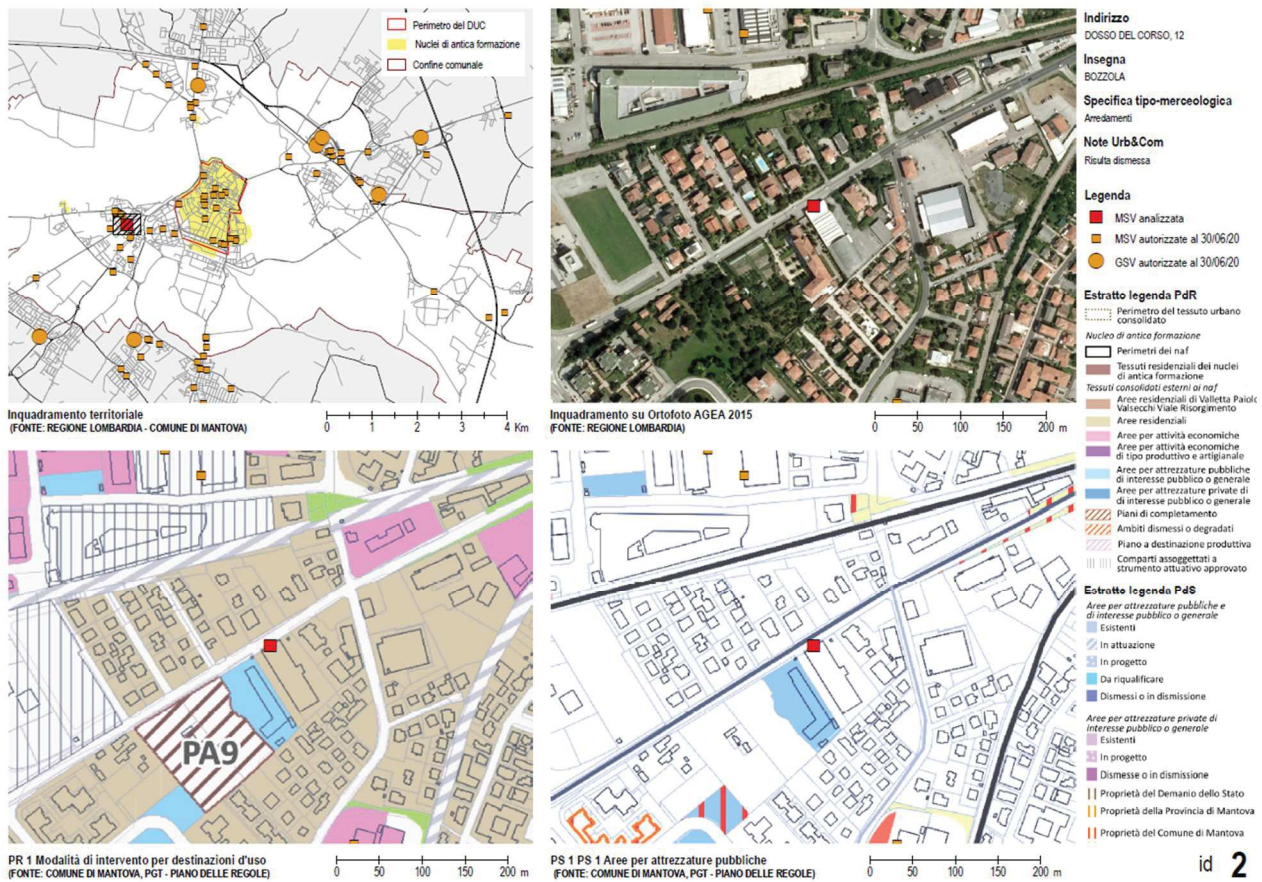 Perimetro del DUC
Nuclei di antica formazione
Confine comunale
Inquadramento territoriale
(FONTE: REGIONE LOMBARDIA - COMUNE DI MANTOVA)
0 1 2 3 4 Km
Inquadramento su Ortofoto AGEA 2015
(FONTE: REGIONE LOMBARDIA)
0 50 100 150 200 m
PA9
PR 1 Modalità di intervento per destinazioni d'uso
(FONTE: COMUNE DI MANTOVA, PGT - PIANO DELLE REGOLE)
0 50 100 150 200 m
PS 1 PS 1 Aree per attrezzature pubbliche
(FONTE: COMUNE DI MANTOVA, PGT - PIANO DELLE REGOLE)
0 50 100 150 200 m
Indirizzo
DOSSO DEL CORSO, 12
Insegna
BOZZOLA
Specifica tipo-merceologica
Arredamenti
Note Urb&Com
Risulta dismessa
Legenda
MSV analizzata
MSV autorizzate al 30/06/20
GSV autorizzate al 30/06/20
Estratto legenda PdR
Perimetro del tessuto urbano
consolidato
Nucleo di antica formazione
Perimetri dei naf
Tessuti residenziali dei nuclei
di antica formazione
Tessuti consolidati esterni ai naf
Aree residenziali di Valletta Paiolo
Valsecchi Viale Risorgimento
Aree residenziali
Aree per attività economiche
Aree per attività economiche
di tipo produttivo e artigianale
Aree per attrezzature pubbliche
di interesse pubblico o generale
Aree per attrezzature private di
di interesse pubblico o generale
Piani di completamento
Ambiti dismessi o degradati
Piano a destinazione produttiva
Comparti assoggettati a
strumento attuativo approvato
Estratto legenda PdS
Aree per attrezzature pubbliche e
di interesse pubblico o generale
Esistenti
In attuazione
In progetto
Da riqualificare
Dismessi o in dismissione
Aree per attrezzature private di
interesse pubblico o generale
Esistenti
In progetto
Dismesse o in dismissione
Proprietà del Demanio dello Stato
Proprietà della Provincia di Mantova
Proprietà del Comune di Mantova
id 2